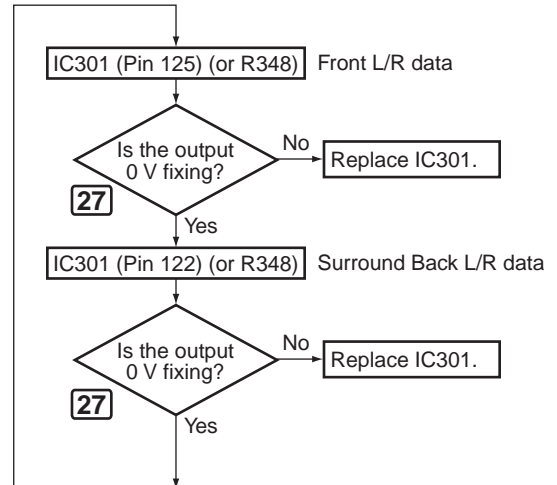 IC301 (Pin 125) (or R348) Front L/R data
Is the output
0 V fixing?
No
Replace IC301.
27
Yes
IC301 (Pin 122) (or R348) Surround Back L/R data
Is the output
0 V fixing?
No
Replace IC301.
27
Yes